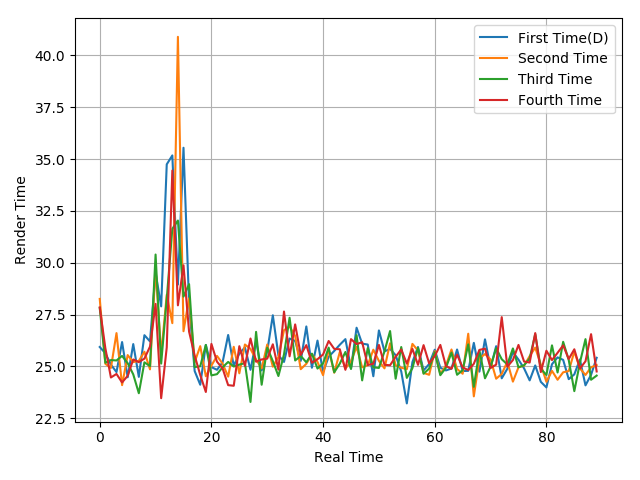 First Time(D)
Second Time
Third Time
Fourth Time
Render Time
40.0
37.5
35.0
32.5
30.0
27.5
25.0
22.5
0 20 40 60 80
Real Time